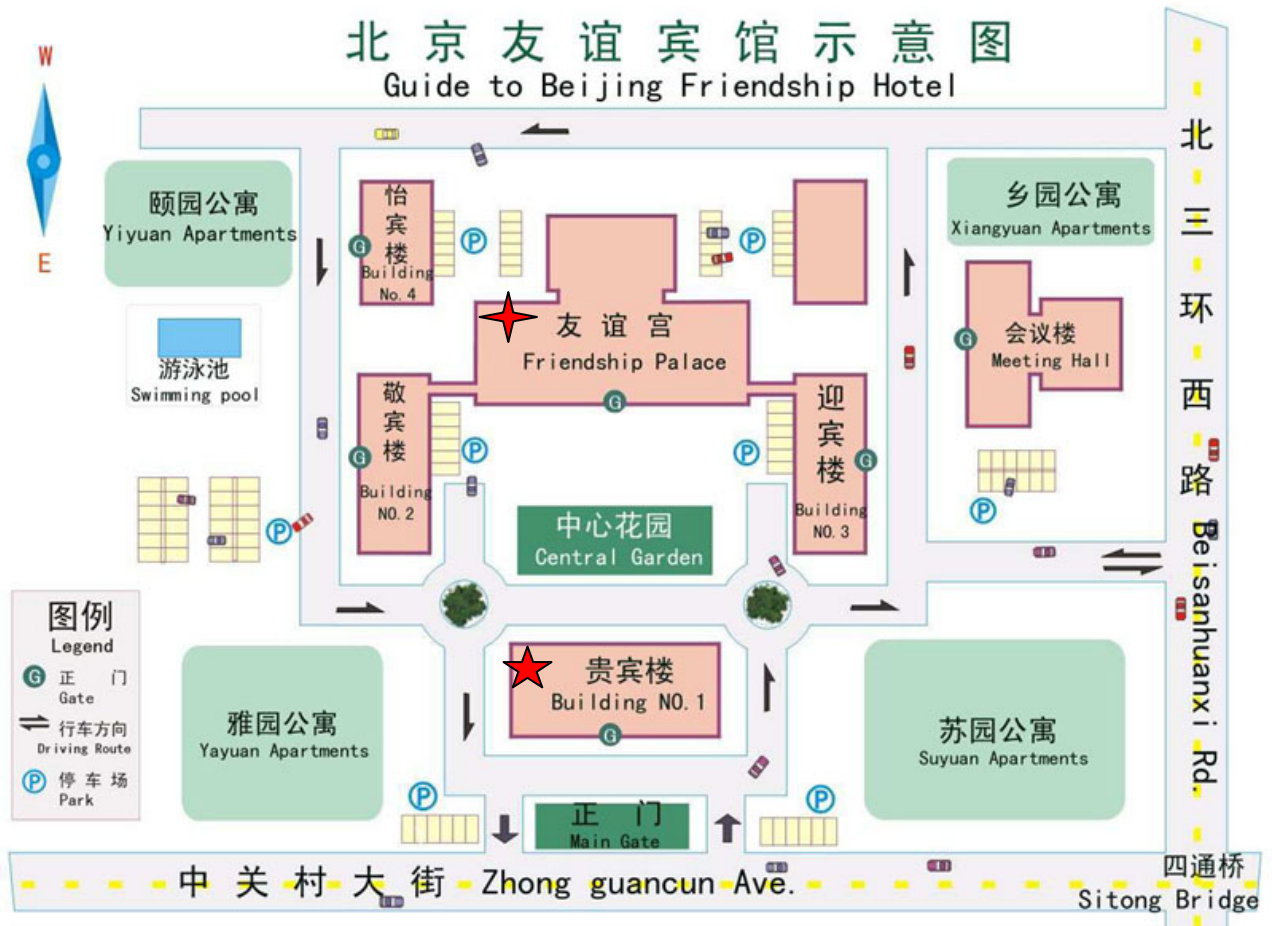 北京友谊宾馆示意图
Guide to Beijing Friendship Hotel
W
E
颐园公寓
Yiyuan Apartments
游泳池
Swimming pool
怡宾楼
Building
No.4
G
P
P
乡园公寓
Xiangyuan Apartments
友谊宫
Friendship Palace
G
会议楼
Meeting Hall
G
P
敬宾楼
Building
NO.2
G
P
P
迎宾楼
Building
NO.3
G
P
中心花园
Central Garden
北三环西路 Beisanhuanxi Rd.
图例
Legend
G 正门
Gate
行车方向
Driving Route
P 停车场
Park
贵宾楼
Building NO.1
G
雅园公寓
Yayuan Apartments
苏园公寓
Suyuan Apartments
P
P
正门
Main Gate
中关村大街 Zhong guancun Ave.
四通桥
Sitong Bridge